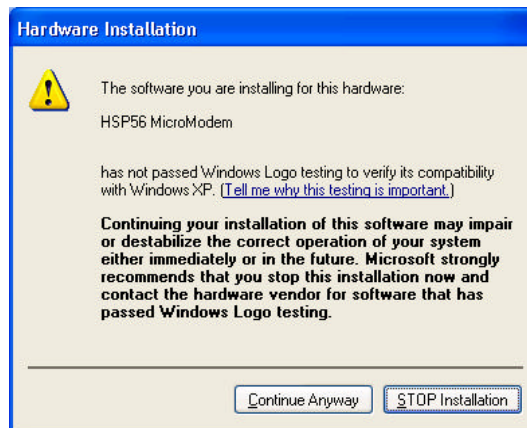 Hardware Installation
The software you are installing for this hardware:
HSP56 MicroModem
has not passed Windows Logo testing to verify its compatibility
with Windows XP. (Tell me why this testing is important.)
Continuing your installation of this software may impair
or destabilize the correct operation of your system
either immediately or in the future. Microsoft strongly
recommends that you stop this installation now and
contact the hardware vendor for software that has
passed Windows Logo testing.
Continue Anyway
STOP Installation